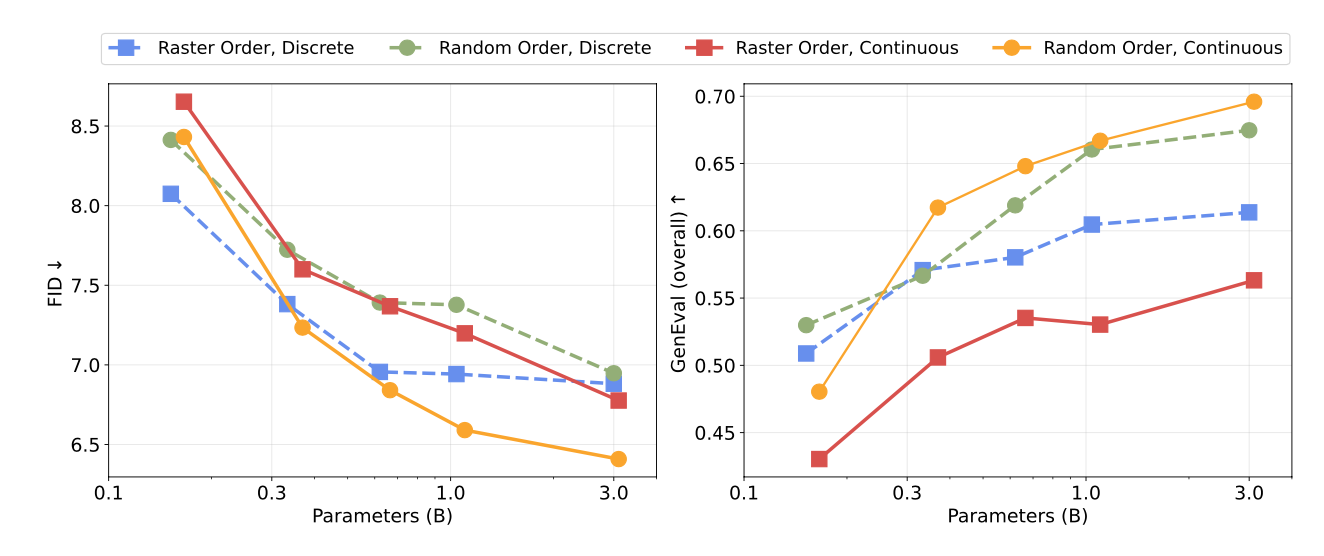 Raster Order, Discrete Random Order, Discrete Raster Order, Continuous Random Order, Continuous
FID ↓
8.5
8.0
7.5
7.0
6.5
0.1 0.3 1.0 3.0
Parameters (B)
GenEval (overall) ↑
0.70
0.65
0.60
0.55
0.50
0.45
0.1 0.3 1.0 3.0
Parameters (B)